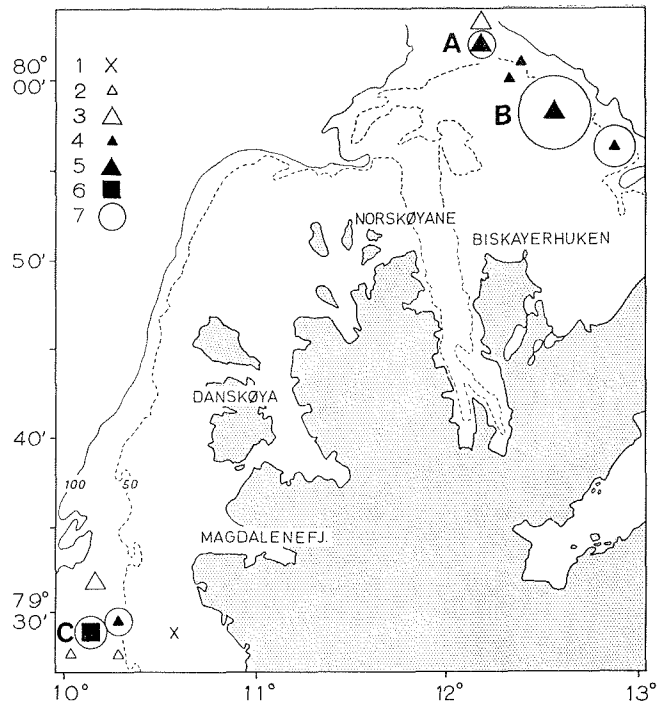 80°
00'
50'
40'
79°
30'
1 X
2
3
4
5
6
7
A
B
C
NORSKØYANE
BISKAYERHUKEN
DANSKØYA
MAGDALENEFJ.
100
50
10°
11°
12°
13°